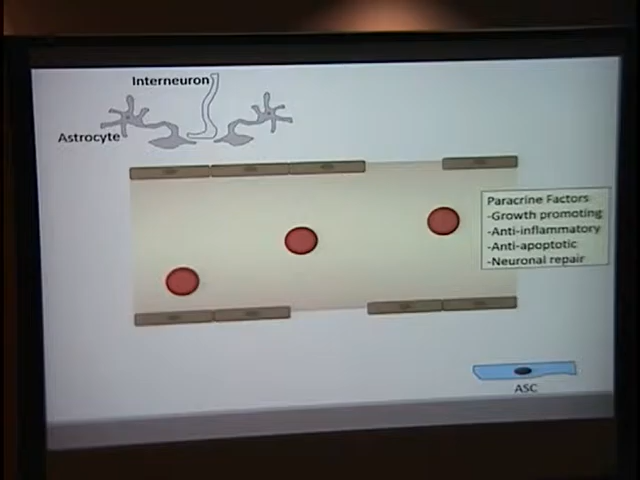 Interneuron
Astrocyte
Paracrine Factors
-Growth promoting
-Anti-inflammatory
-Anti-apoptotic
-Neuronal repair
ASC